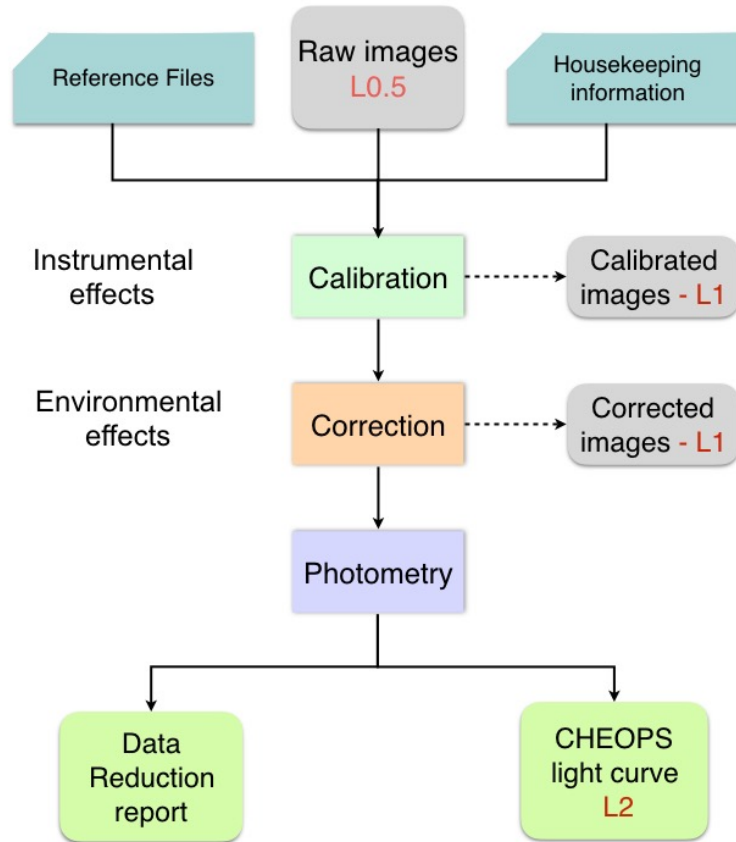 Reference Files
Raw images
L0.5
Housekeeping
information
Instrumental
effects
Calibration
Calibrated
images - L1
Environmental
effects
Correction
Corrected
images - L1
Photometry
Data
Reduction
report
CHEOPS
light curve
L2